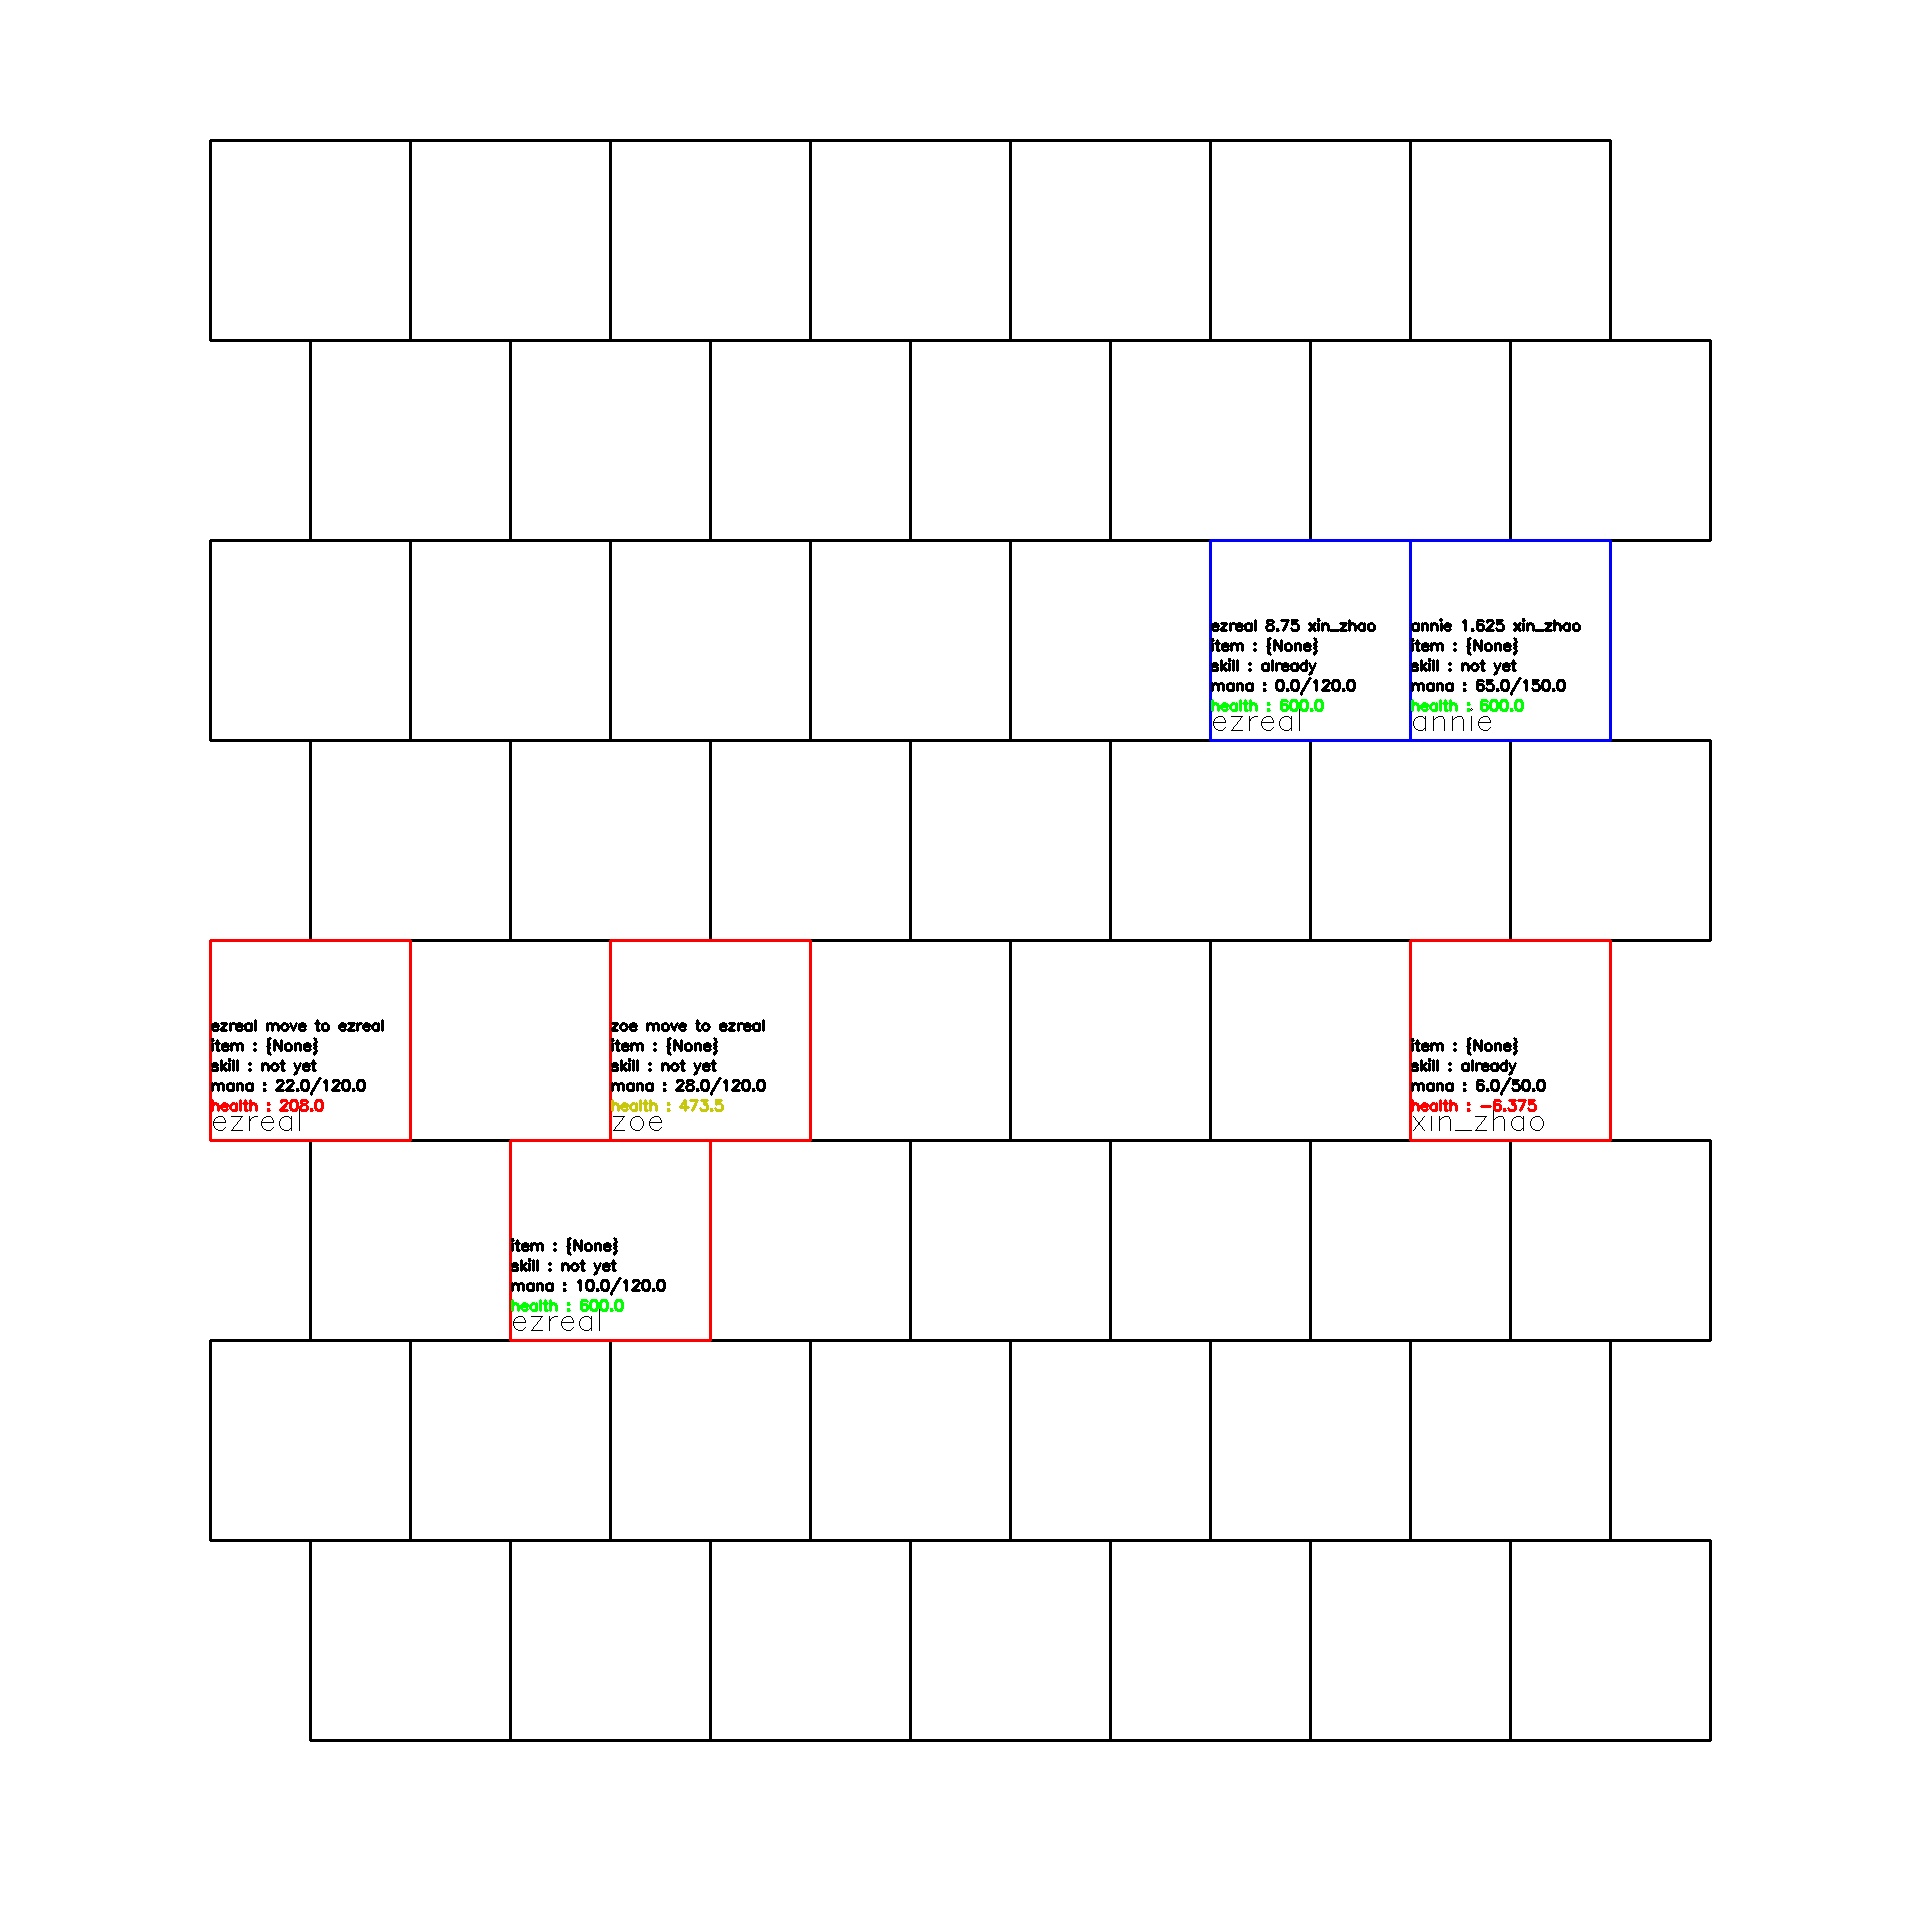 ezreal 8.75 xin_zhao
item : {None}
skill : already
mana : 0.0/120.0
health : 600.0
ezreal
annie 1.625 xin_zhao
item : {None}
skill : not yet
mana : 65.0/150.0
health : 600.0
annie
ezreal move to ezreal
item : {None}
skill : not yet
mana : 22.0/120.0
health : 208.0
ezreal
zoe move to ezreal
item : {None}
skill : not yet
mana : 28.0/120.0
health : 473.5
zoe
item : {None}
skill : already
mana : 6.0/50.0
health : -6.375
xin_zhao
item : {None}
skill : not yet
mana : 10.0/120.0
health : 600.0
ezreal